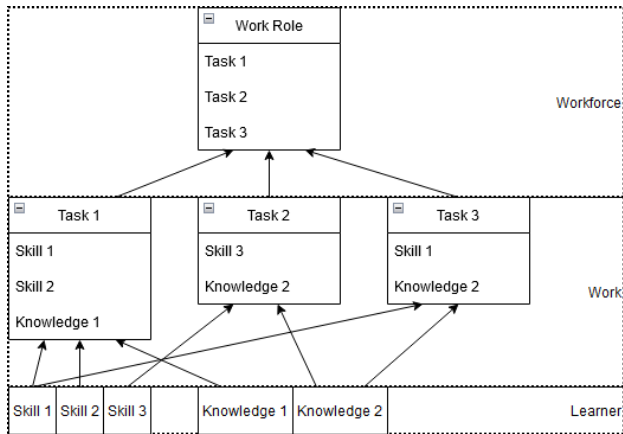 Work Role
Task 1
Task 2
Task 3
Workforce
Task 1
Skill 1
Skill 2
Knowledge 1
Task 2
Skill 3
Knowledge 2
Task 3
Skill 1
Knowledge 2
Work
Skill 1
Skill 2
Skill 3
Knowledge 1
Knowledge 2
Learner